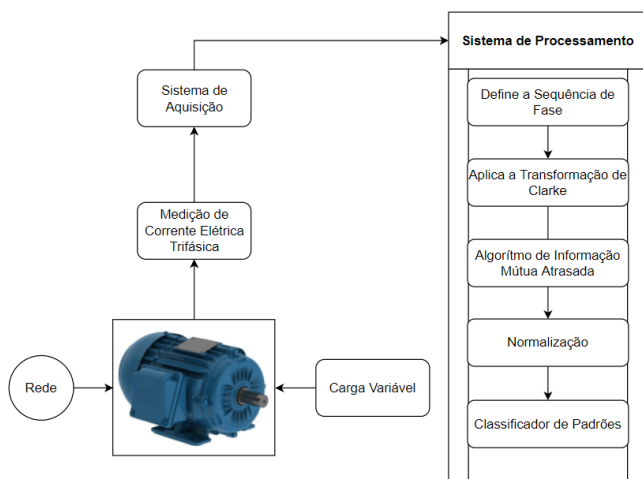 Sistema de Processamento
Sistema de
Aquisição
Define a Sequência de
Fase
Aplica a Transformação de
Clarke
Medição de
Corrente Elétrica
Trifásica
Algorítmo de Informação
Mútua Atrasada
Normalização
Rede
Carga Variável
Classificador de Padrões